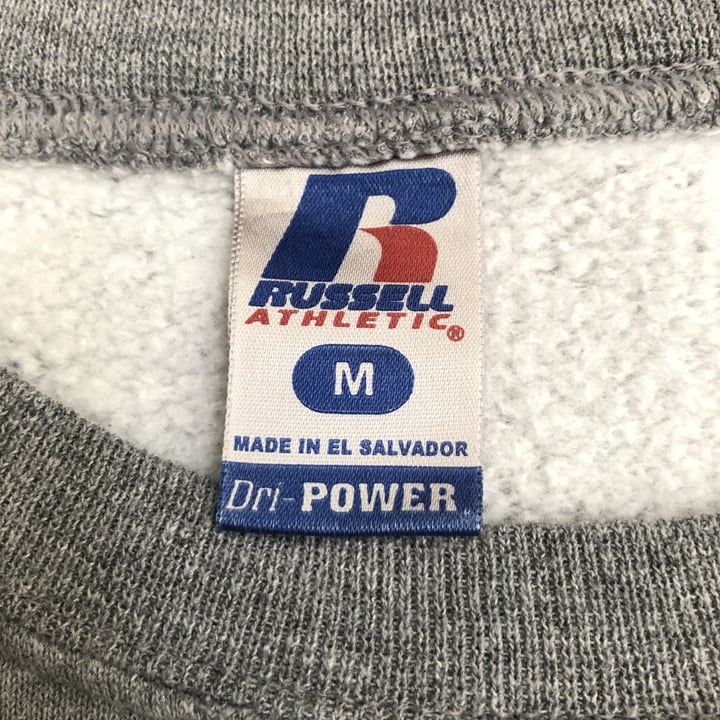 R
RUSSELL
ATHLETIC®
M
MADE IN EL SALVADOR
Dri-POWER